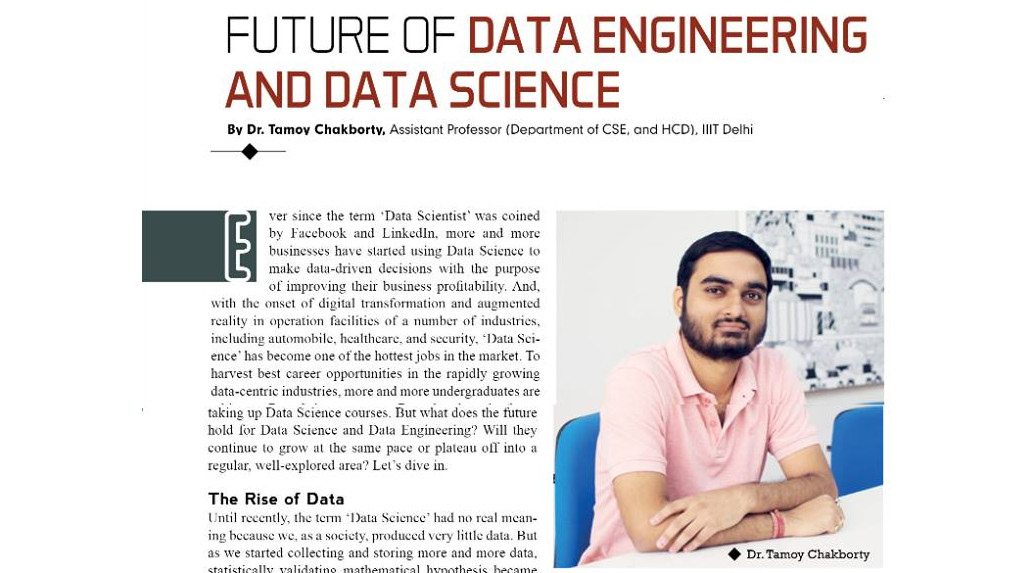 FUTURE OF DATA ENGINEERING
AND DATA SCIENCE
By Dr. Tamoy Chakborty, Assistant Professor (Department of CSE, and HCD), IIIT Delhi
E ver since the term ‘Data Scientist’ was coined
by Facebook and LinkedIn, more and more
businesses have started using Data Science to
make data-driven decisions with the purpose
of improving their business profitability. And,
with the onset of digital transformation and augmented
reality in operation facilities of a number of industries,
including automobile, healthcare, and security, ‘Data Sci-
ence’ has become one of the hottest jobs in the market. To
harvest best career opportunities in the rapidly growing
data-centric industries, more and more undergraduates are
taking up Data Science courses. But what does the future
hold for Data Science and Data Engineering? Will they
continue to grow at the same pace or plateau off into a
regular, well-explored area? Let’s dive in.
The Rise of Data
Until recently, the term ‘Data Science’ had no real mean-
ing because we, as a society, produced very little data. But
as we started collecting and storing more and more data,
statistically validating mathematical hypothesis became
Dr. Tamoy Chakborty